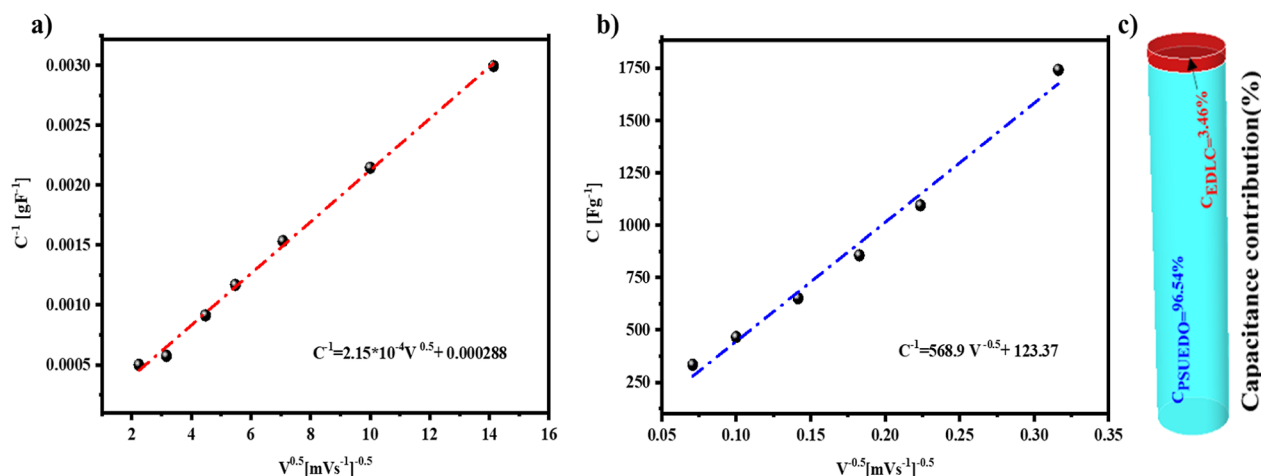 a)
C⁻¹ [gF⁻¹]
0.0030
0.0025
0.0020
0.0015
0.0010
0.0005
C⁻¹=2.15*10⁻⁴V ⁰·⁵+ 0.000288
2 4 6 8 10 12 14 16
V⁰·⁵[mVs⁻¹]⁻⁰·⁵
b)
C [Fg⁻¹]
1750
1500
1250
1000
750
500
250
C⁻¹=568.9 V⁻⁰·⁵+ 123.37
0.05 0.10 0.15 0.20 0.25 0.30 0.35
V⁻⁰·⁵[mVs⁻¹]⁻⁰·⁵
c)
C_EDLC=3.46%
C_PSUEDO=96.54%
Capacitance contribution(%)